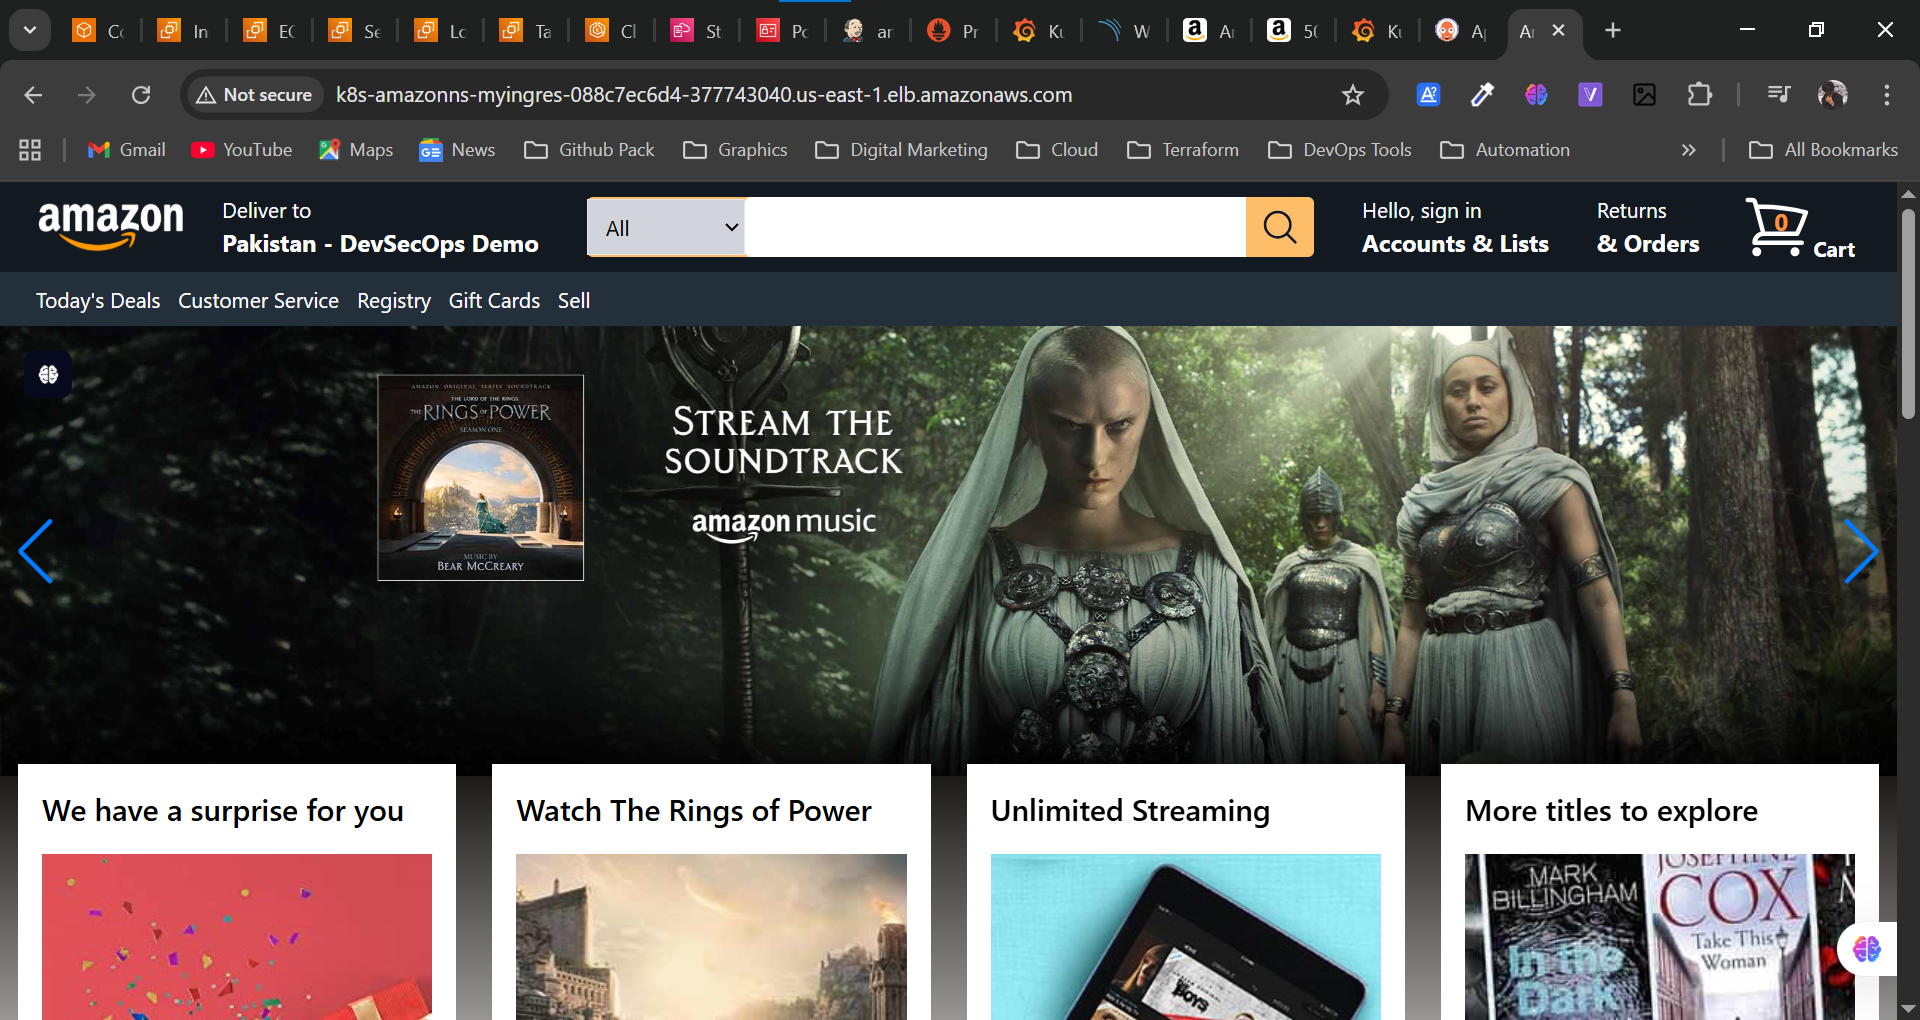 Cc
In
EC
Se
Lc
Ta
Cl
St
Pc
ar
Pr
Ku
W
Ar
50
Ku
Ap
Ar
Not secure
k8s-amazonns-myingres-088c7ec6d4-377743040.us-east-1.elb.amazonaws.com
Gmail
YouTube
Maps
News
Github Pack
Graphics
Digital Marketing
Cloud
Terraform
DevOps Tools
Automation
All Bookmarks
amazon
Deliver to
Pakistan - DevSecOps Demo
All
Hello, sign in
Accounts & Lists
Returns
& Orders
0
Cart
Today's Deals
Customer Service
Registry
Gift Cards
Sell
AMAZON ORIGINAL SERIES SOUNDTRACK
THE LORD OF THE RINGS
THE RINGS OF POWER
SEASON ONE
MUSIC BY
BEAR MCCREARY
STREAM THE
SOUNDTRACK
amazon music
We have a surprise for you
Watch The Rings of Power
Unlimited Streaming
More titles to explore
THE BOYS
MARK
BILLINGHAM
In the
Dark
JOSEPHINE
COX
Take This
Woman